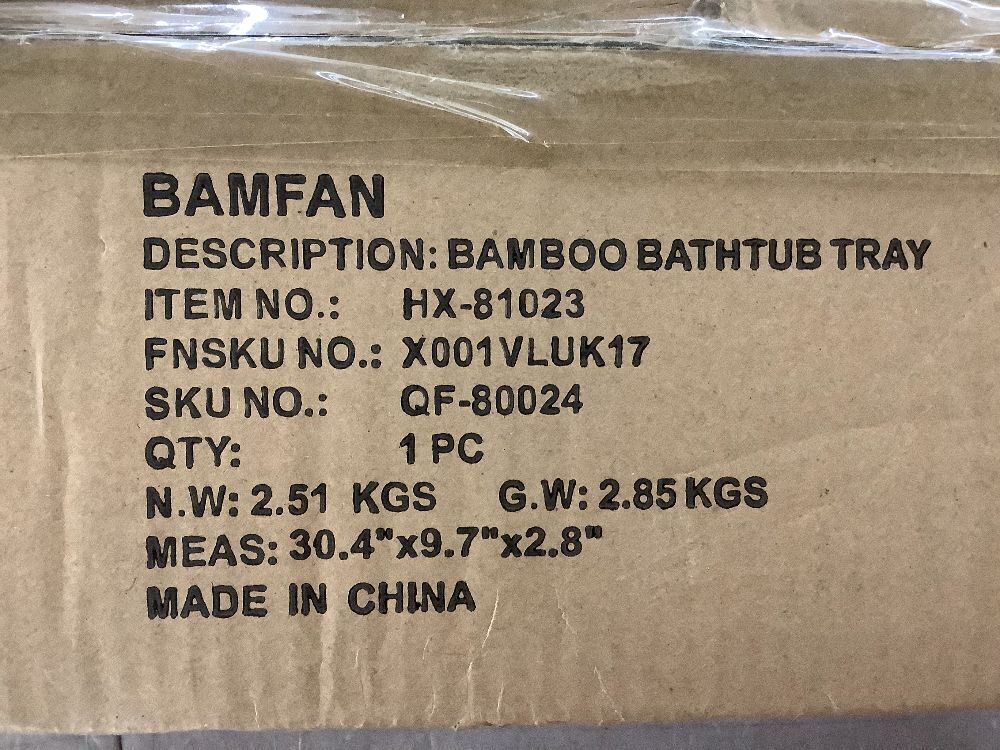 BAMFAN
DESCRIPTION: BAMBOO BATHTUB TRAY
ITEM NO.: HX-81023
FNSKU NO.: X001VLUK17
SKU NO.: QF-80024
QTY: 1 PC
N.W: 2.51 KGS G.W: 2.85 KGS
MEAS: 30.4"x9.7"x2.8"
MADE IN CHINA